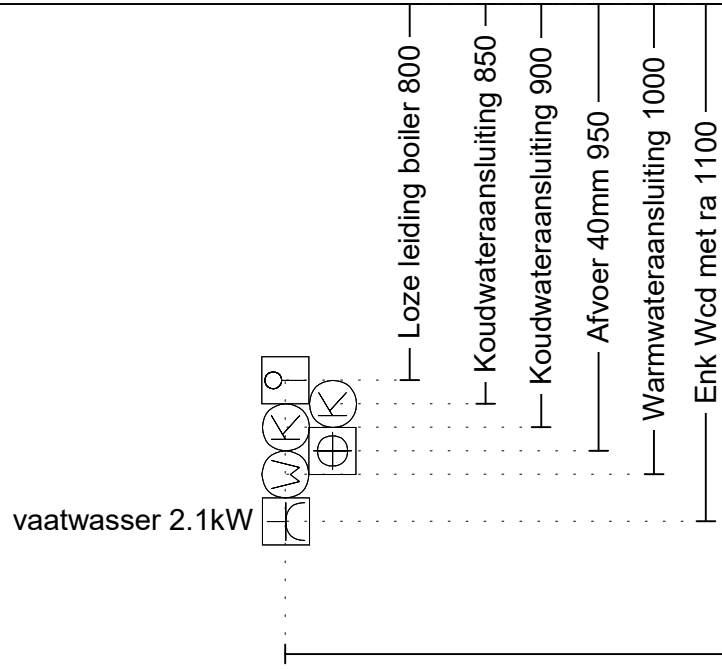 Loze leiding boiler 800
Koudwateraansluiting 850
Koudwateraansluiting 900
Afvoer 40mm 950
Warmwateraansluiting 1000
Enk Wcd met ra 1100
K
K
W
vaatwasser 2.1kW